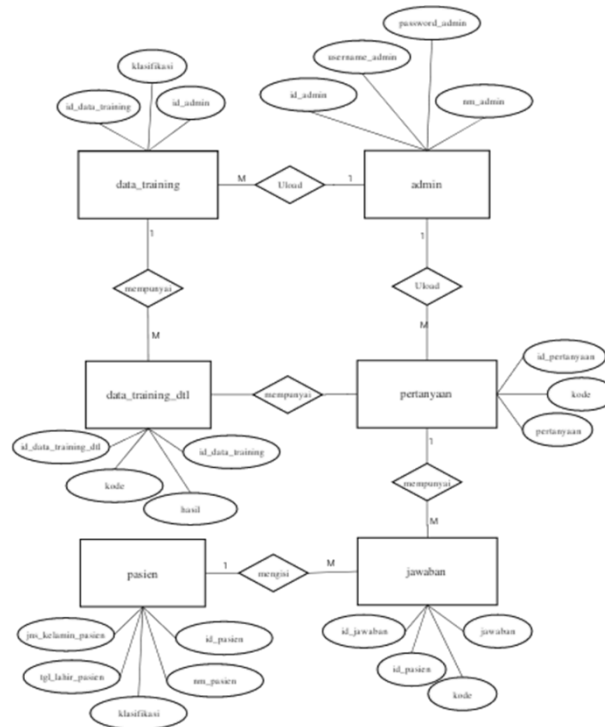 password_admin
klasifikasi
username_admin
id_data_training
id_admin
id_admin
nm_admin
data_training
M
Uloud
1
admin
1
1
mempunyai
Uloud
M
M
id_pertanyaan
data_training_dtl
mempunyai
pertanyaan
kode
pertanyaan
id_data_training_dtl
id_data_training
1
kode
hasil
mempunyai
M
pasien
1
mengisi
M
jawaban
jns_kelamin_pasien
id_pasien
id_jawaban
jawaban
tgl_lahir_pasien
nm_pasien
id_pasien
kode
klasifikasi